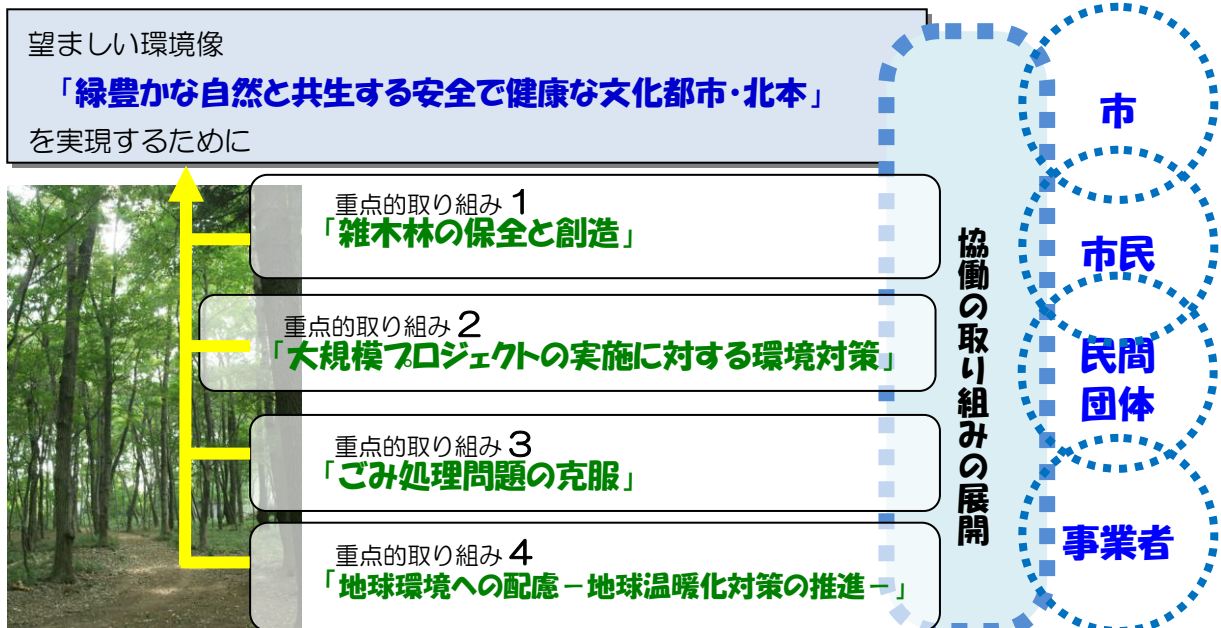 望ましい環境像
「緑豊かな自然と共生する安全で健康な文化都市・北本」
を実現するために
重点的取り組み 1
「雑木林の保全と創造」
重点的取り組み 2
「大規模プロジェクトの実施に対する環境対策」
重点的取り組み 3
「ごみ処理問題の克服」
重点的取り組み 4
「地球環境への配慮－地球温暖化対策の推進－」
協働の取り組みの展開
市
市民
民間
団体
事業者